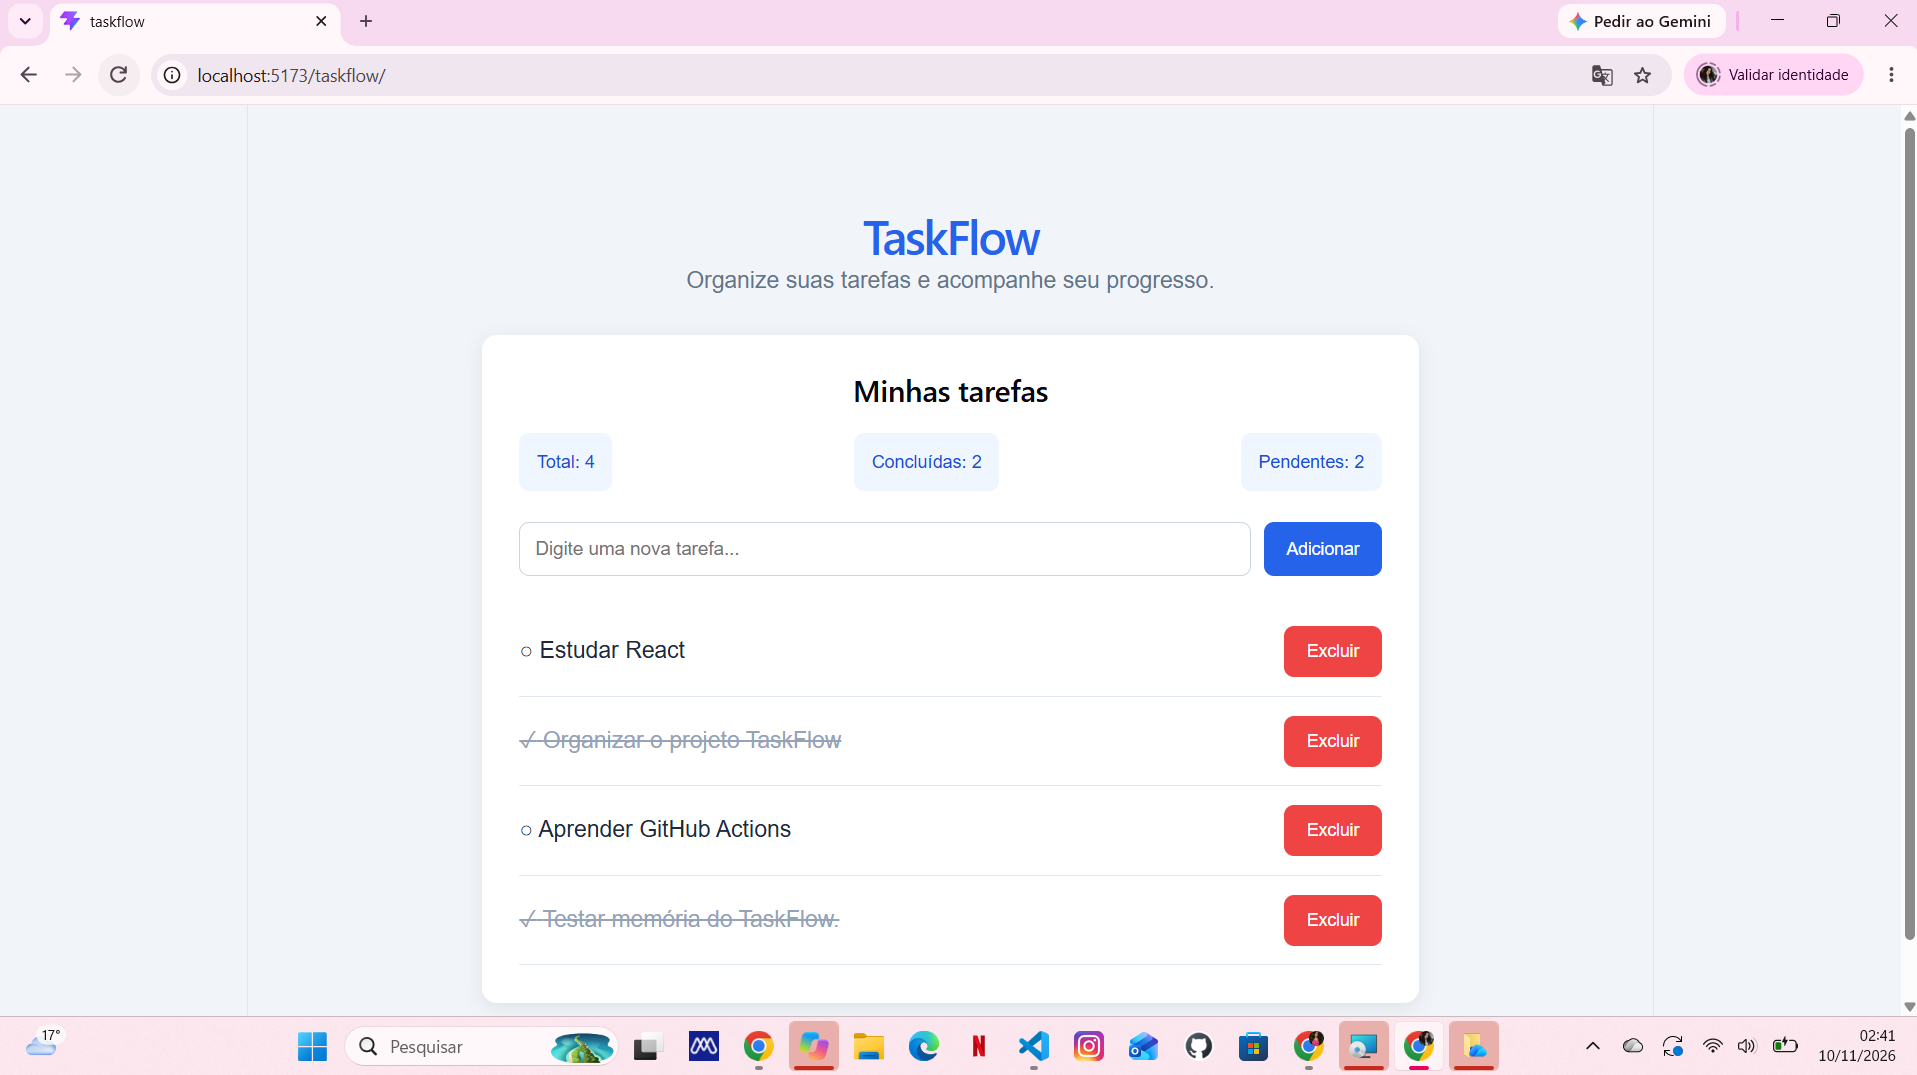 taskflow
Pedir ao Gemini
localhost:5173/taskflow/
Validar identidade
TaskFlow
Organize suas tarefas e acompanhe seu progresso.
Minhas tarefas
Total: 4
Concluídas: 2
Pendentes: 2
Digite uma nova tarefa...
Adicionar
○ Estudar React
Excluir
✓ Organizar o projeto TaskFlow
Excluir
○ Aprender GitHub Actions
Excluir
✓ Testar memória do TaskFlow.
Excluir
17°
Pesquisar
02:41
10/11/2026